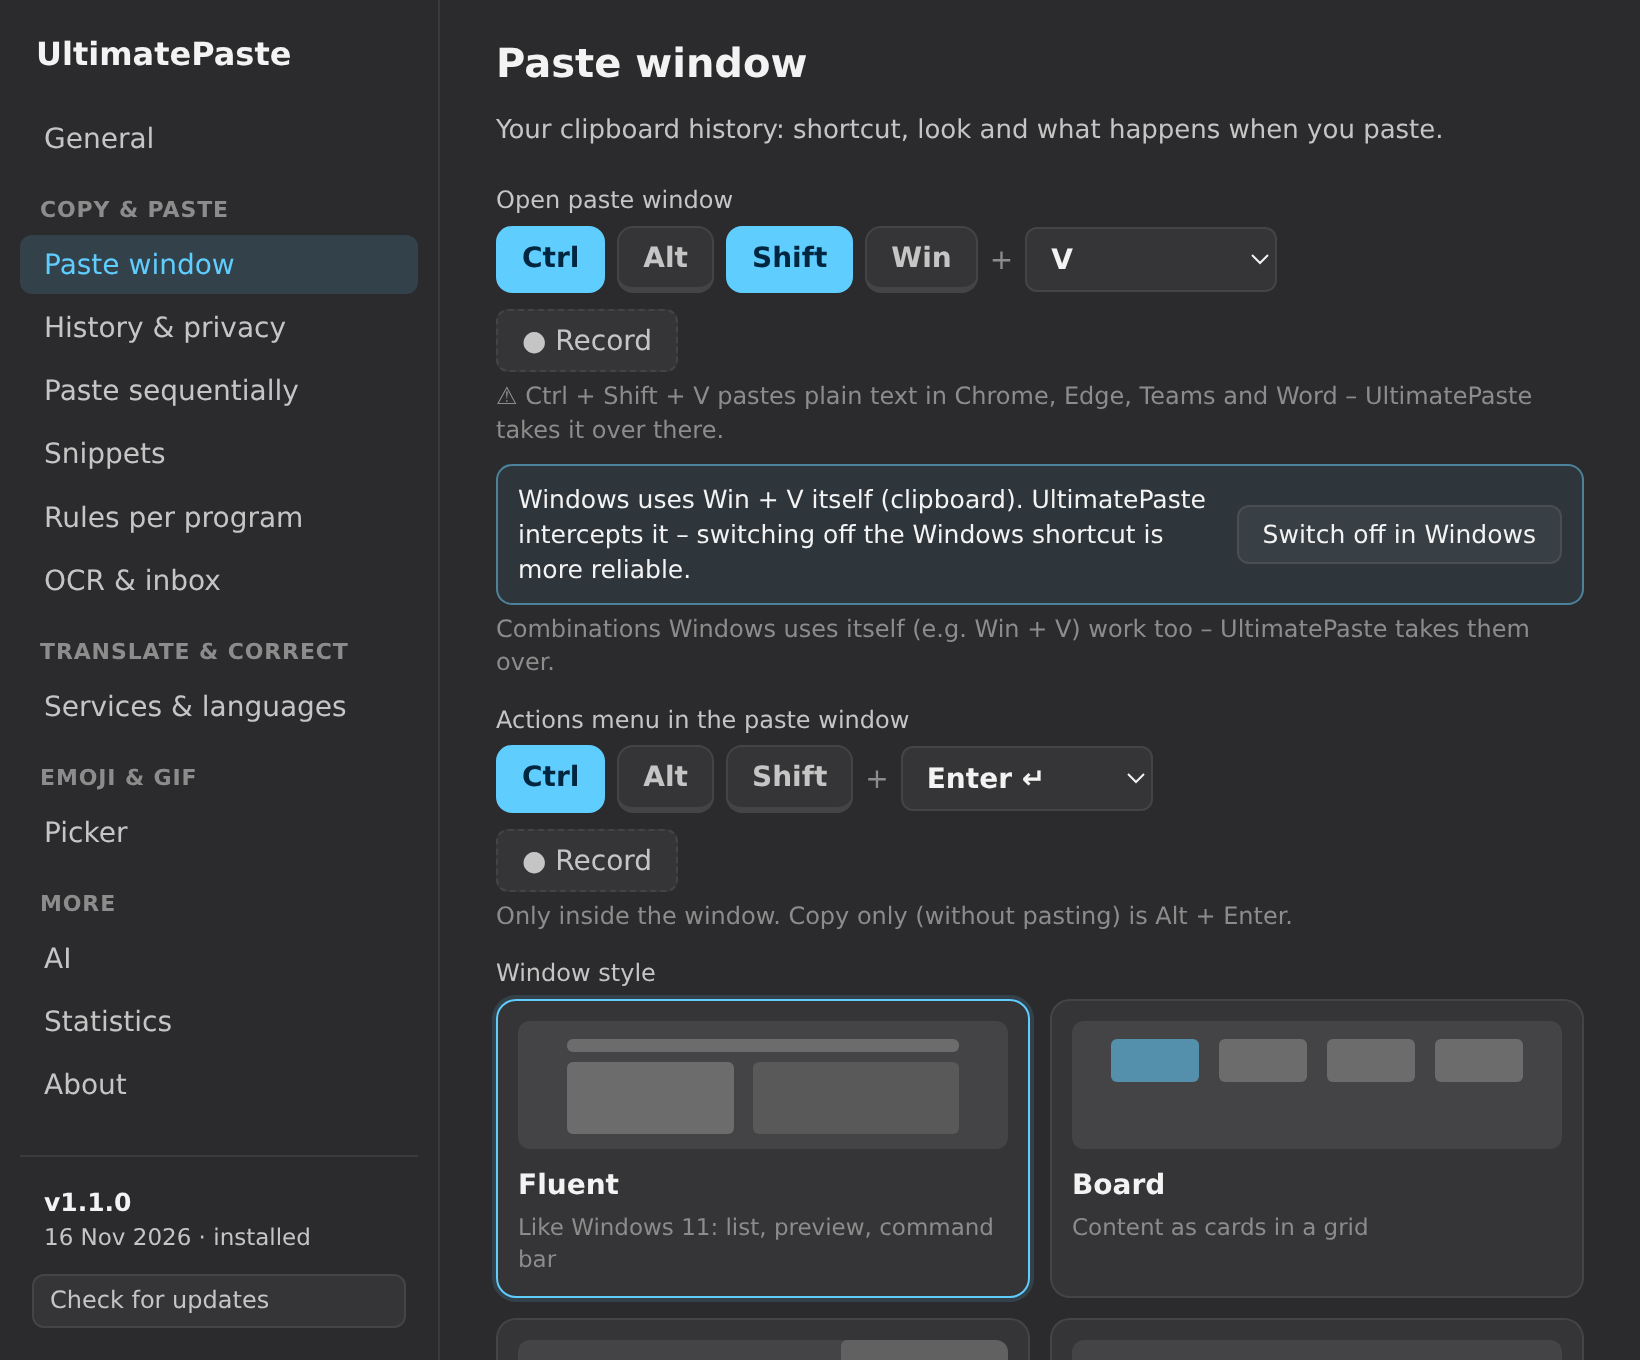 UltimatePaste
General
COPY & PASTE
Paste window
History & privacy
Paste sequentially
Snippets
Rules per program
OCR & inbox
TRANSLATE & CORRECT
Services & languages
EMOJI & GIF
Picker
MORE
AI
Statistics
About
v1.1.0
16 Nov 2026 · installed
Check for updates
Paste window
Your clipboard history: shortcut, look and what happens when you paste.
Open paste window
Ctrl Alt Shift Win + V
● Record
⚠ Ctrl + Shift + V pastes plain text in Chrome, Edge, Teams and Word – UltimatePaste
takes it over there.
Windows uses Win + V itself (clipboard). UltimatePaste
intercepts it – switching off the Windows shortcut is
more reliable.
Switch off in Windows
Combinations Windows uses itself (e.g. Win + V) work too – UltimatePaste takes them
over.
Actions menu in the paste window
Ctrl Alt Shift + Enter ↵
● Record
Only inside the window. Copy only (without pasting) is Alt + Enter.
Window style
Fluent
Like Windows 11: list, preview, command
bar
Board
Content as cards in a grid